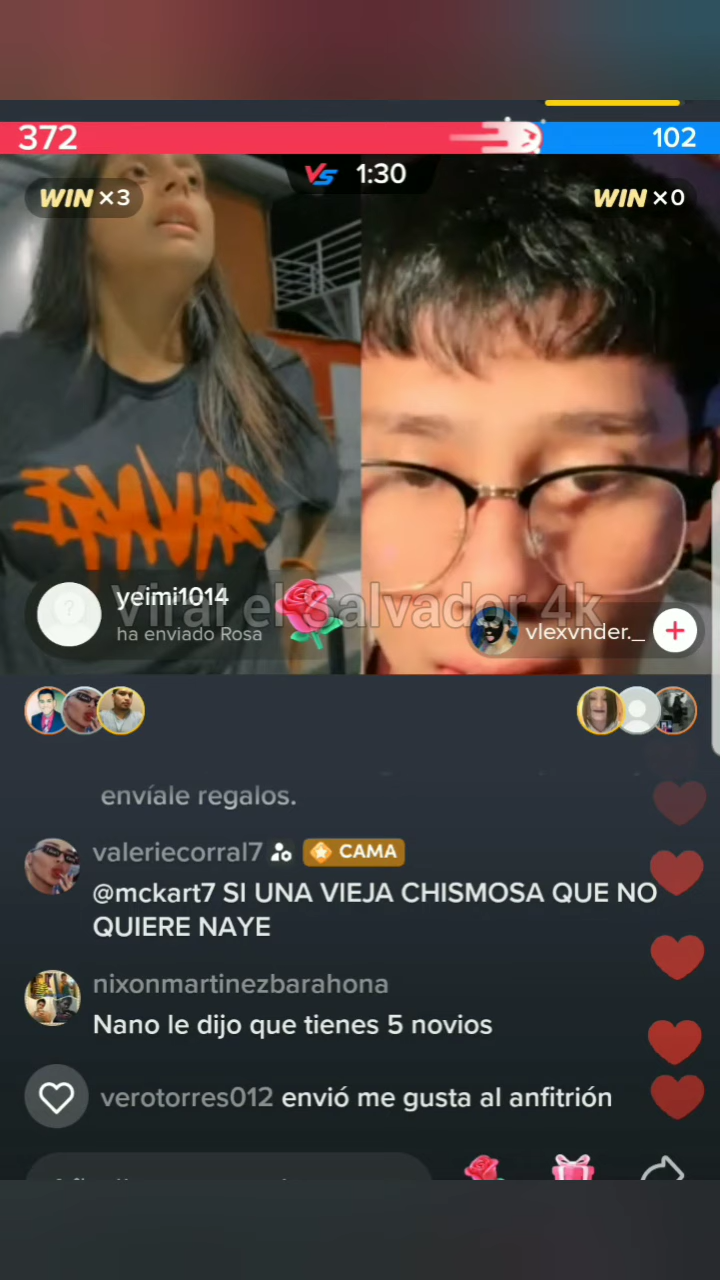 372
102
VS 1:30
WIN ×3
WIN ×0
yeimi1014
ha enviado Rosa
Viral el Salvador 4k
vlexvnder._
envíale regalos.
valeriecorral7 CAMA
@mckart7 SI UNA VIEJA CHISMOSA QUE NO
QUIERE NAYE
nixonmartinezbarahona
Nano le dijo que tienes 5 novios
verotorres012 envió me gusta al anfitrión